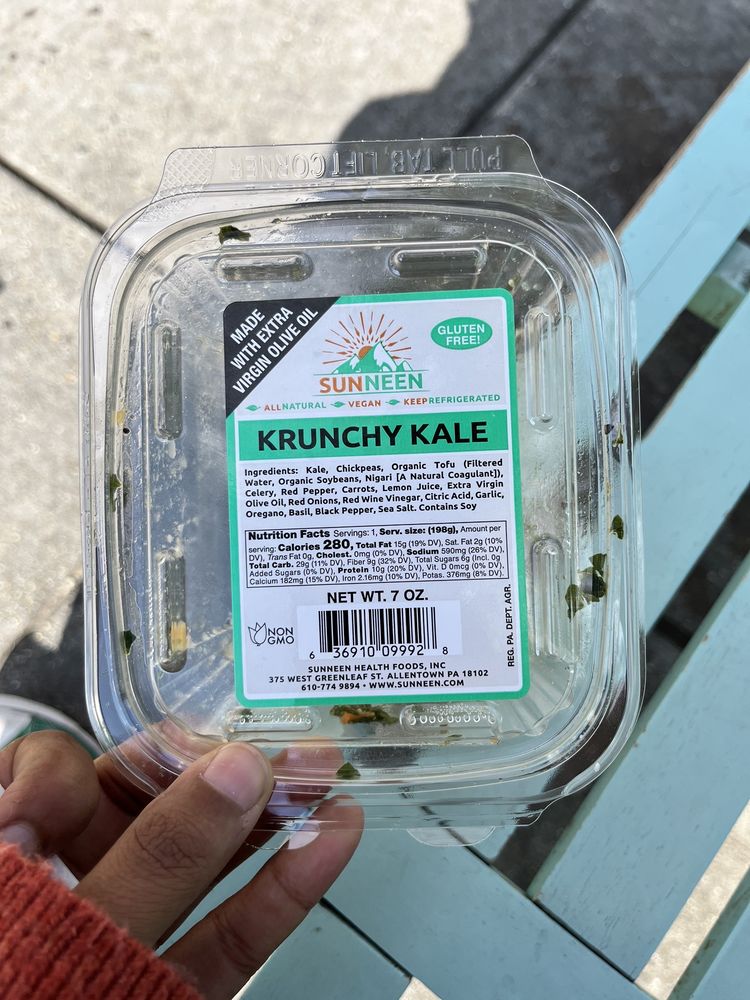 PULL TAB, LIFT CORNER
MADE
WITH EXTRA
VIRGIN OLIVE OIL
GLUTEN
FREE!
SUNNEEN
ALLNATURAL VEGAN KEEPREFRIGERATED
KRUNCHY KALE
Ingredients: Kale, Chickpeas, Organic Tofu (Filtered
Water, Organic Soybeans, Nigari [A Natural Coagulant]),
Celery, Red Pepper, Carrots, Lemon Juice, Extra Virgin
Olive Oil, Red Onions, Red Wine Vinegar, Citric Acid, Garlic,
Oregano, Basil, Black Pepper, Sea Salt. Contains Soy
Nutrition Facts Servings: 1, Serv. size: (198g), Amount per
serving: Calories 280, Total Fat 15g (19% DV), Sat. Fat 2g (10%
DV), Trans Fat 0g, Cholest. 0mg (0% DV), Sodium 590mg (26% DV),
Total Carb. 29g (11% DV), Fiber 9g (32% DV), Total Sugars 6g (Incl. 0g
Added Sugars (0% DV), Protein 10g (20% DV), Vit. D 0mcg (0% DV),
Calcium 182mg (15% DV), Iron 2.16mg (10% DV), Potas. 376mg (8% DV).
NET WT. 7 OZ.
NON
GMO
6 36910 09992 8
REG. PA. DEPT. AGR.
SUNNEEN HEALTH FOODS, INC
375 WEST GREENLEAF ST. ALLENTOWN PA 18102
610-774 9894 • WWW.SUNNEEN.COM